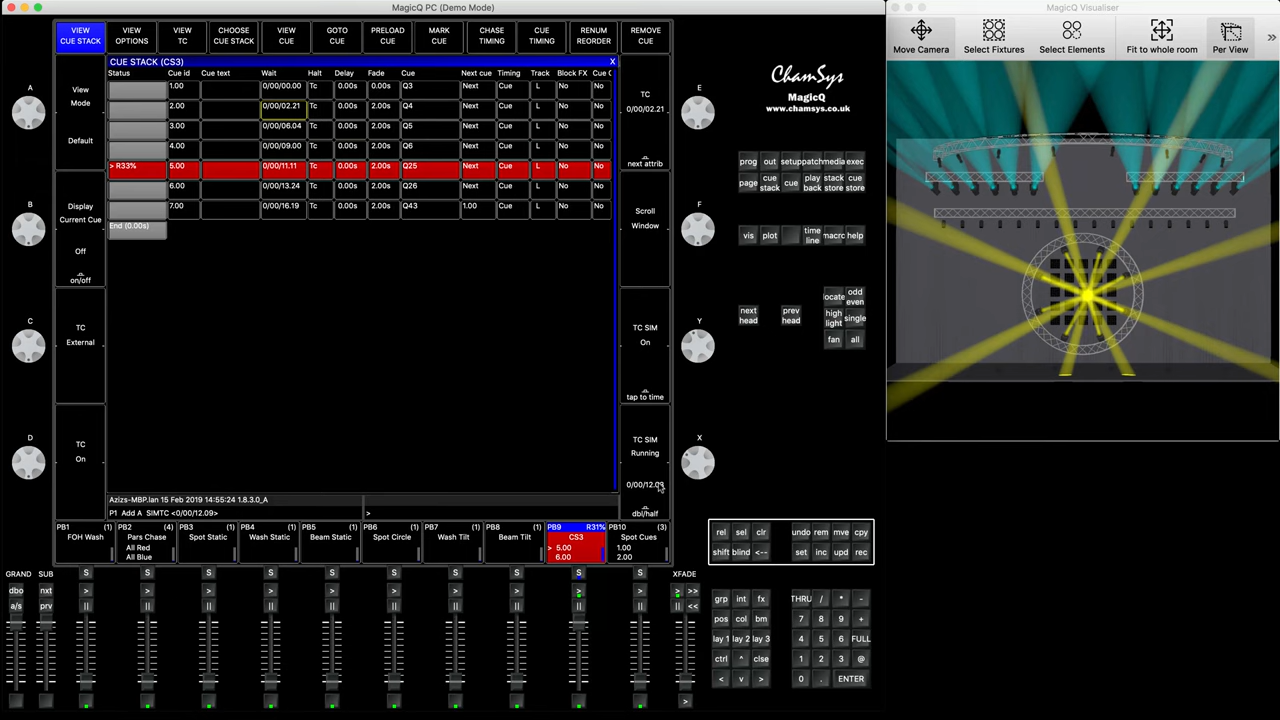 MagicQ PC (Demo Mode)
MagicQ Visualiser
VIEW CUE STACK
VIEW OPTIONS
VIEW TC
CHOOSE CUE STACK
VIEW CUE
GOTO CUE
PRELOAD CUE
MARK CUE
CHASE TIMING
CUE TIMING
RENUM REORDER
REMOVE CUE
Move Camera
Select Fixtures
Select Elements
Fit to whole room
Per View
»
CUE STACK (CS3) X
Status Cue id Cue text Wait Halt Delay Fade Cue Next cue Timing Track Block FX Cue
1.00 0/00/00.00 Tc 0.00s 0.00s Q3 Next Cue L No No
2.00 0/00/02.21 Tc 0.00s 2.00s Q4 Next Cue L No No
3.00 0/00/06.04 Tc 0.00s 2.00s Q5 Next Cue L No No
4.00 0/00/09.00 Tc 0.00s 2.00s Q6 Next Cue L No No
> R33% 5.00 0/00/11.11 Tc 0.00s 2.00s Q25 Next Cue L No No
6.00 0/00/13.24 Tc 0.00s 2.00s Q26 Next Cue L No No
7.00 0/00/16.19 Tc 0.00s 2.00s Q43 1.00 Cue L No No
End (0.00s)
A
View
Mode
Default
B
Display
Current Cue
Off
on/off
C
TC
External
D
TC
On
E
TC
0/00/02.21
next attrib
F
Scroll
Window
Y
TC SIM
On
tap to time
X
TC SIM
Running
0/00/12.09
dbl/half
ChamSys
MagicQ
www.chamsys.co.uk
prog out setup patch media exec
page cue stack cue play back stack store cue store
vis plot time line macro help
next head prev head
locate odd even
high light single
fan all
Azizs-MBP.lan 15 Feb 2019 14:55:24 1.8.3.0_A
P1 Add A SIMTC <0/00/12.09> >
PB1 (1) FOH Wash
PB2 (4) Pars Chase All Red All Blue
PB3 (1) Spot Static
PB4 (1) Wash Static
PB5 (1) Beam Static
PB6 (1) Spot Circle
PB7 (1) Wash Tilt
PB8 (1) Beam Tilt
PB9 R31% CS3 > 5.00 6.00
PB10 (3) Spot Cues 1.00 2.00
GRAND SUB S S S S S S S S S S XFADE
dbo nxt > > > > > > > > > > > >>
a/s prv || || || || || || || || || || || <<
>
rel sel clr undo rem mve cpy
shift blind <-- set inc upd rec
grp int fx THRU / * -
pos col bm 7 8 9 +
lay 1 lay 2 lay 3 4 5 6 FULL
ctrl ^ clse 1 2 3 @
< v > 0 . ENTER